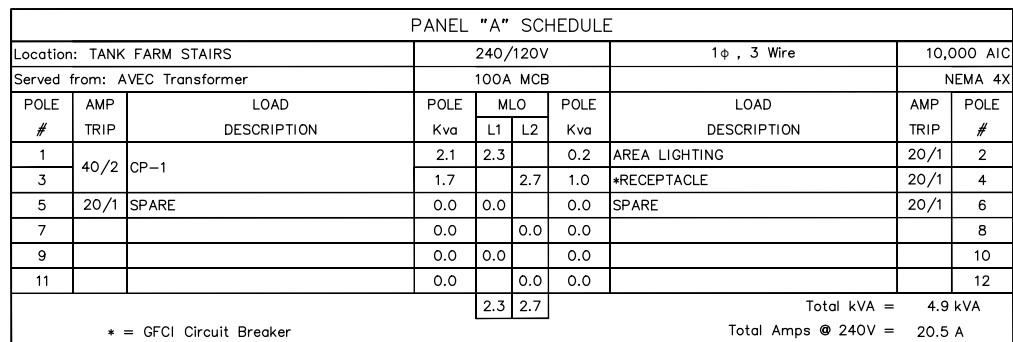 PANEL "A" SCHEDULE
Location: TANK FARM STAIRS 240/120V 1φ , 3 Wire 10,000 AIC
Served from: AVEC Transformer 100A MCB NEMA 4X
POLE AMP LOAD POLE MLO POLE LOAD AMP POLE
# TRIP DESCRIPTION Kva L1 L2 Kva DESCRIPTION TRIP #
1 40/2 CP-1 2.1 2.3 0.2 AREA LIGHTING 20/1 2
3 1.7 2.7 1.0 *RECEPTACLE 20/1 4
5 20/1 SPARE 0.0 0.0 0.0 SPARE 20/1 6
7 0.0 0.0 0.0 8
9 0.0 0.0 0.0 10
11 0.0 0.0 0.0 12
2.3 2.7 Total kVA = 4.9 kVA
* = GFCI Circuit Breaker Total Amps @ 240V = 20.5 A